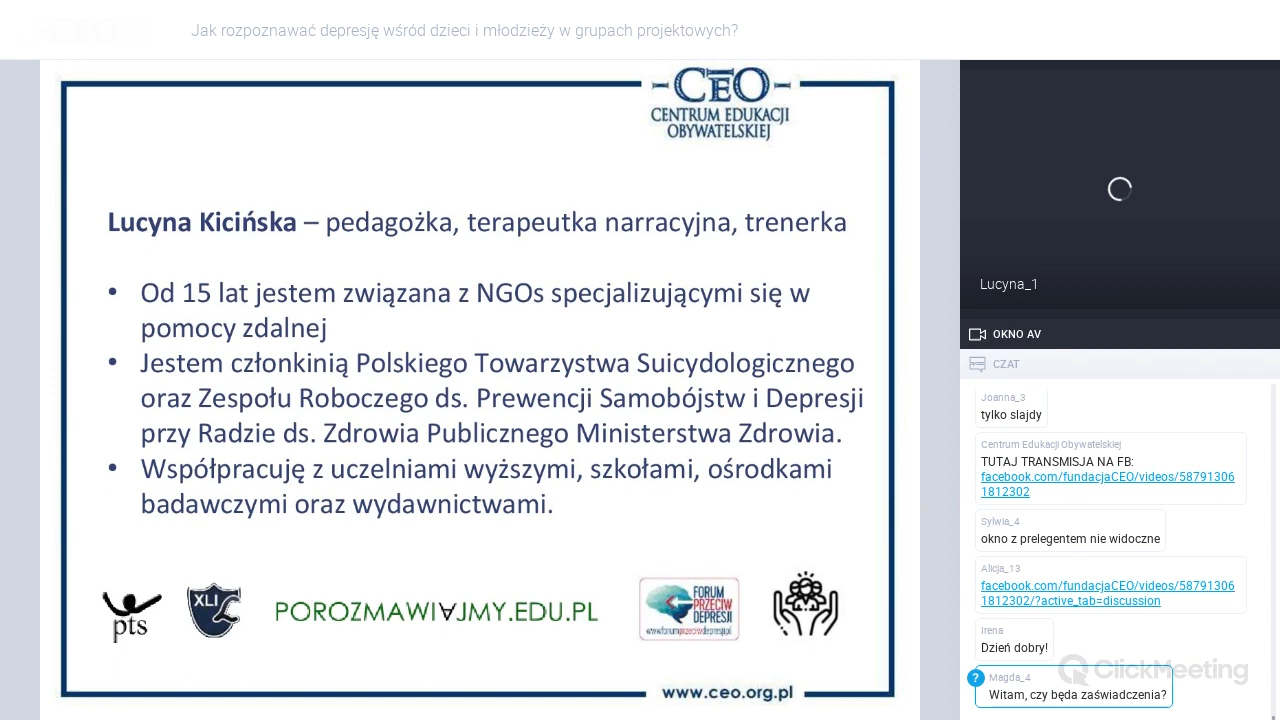 Jak rozpoznawać depresję wśród dzieci i młodzieży w grupach projektowych?
CEO
CENTRUM EDUKACJI
OBYWATELSKIEJ
Lucyna Kicińska – pedagożka, terapeutka narracyjna, trenerka
• Od 15 lat jestem związana z NGOs specjalizującymi się w
pomocy zdalnej
• Jestem członkinią Polskiego Towarzystwa Suicydologicznego
oraz Zespołu Roboczego ds. Prewencji Samobójstw i Depresji
przy Radzie ds. Zdrowia Publicznego Ministerstwa Zdrowia.
• Współpracuję z uczelniami wyższymi, szkołami, ośrodkami
badawczymi oraz wydawnictwami.
pts
XLI
POROZMAWIAJMY.EDU.PL
FORUM
PRZECIW
DEPRESJI
www.forumprzeciwdepresji.pl
www.ceo.org.pl
Lucyna_1
OKNO AV
CZAT
Joanna_3
tylko slajdy
Centrum Edukacji Obywatelskiej
TUTAJ TRANSMISJA NA FB:
facebook.com/fundacjaCEO/videos/58791306
1812302
Sylwia_4
okno z prelegentem nie widoczne
Alicja_13
facebook.com/fundacjaCEO/videos/58791306
1812302/?active_tab=discussion
Irena
Dzień dobry!
ClickMeeting
? Magda_4
Witam, czy będa zaświadczenia?